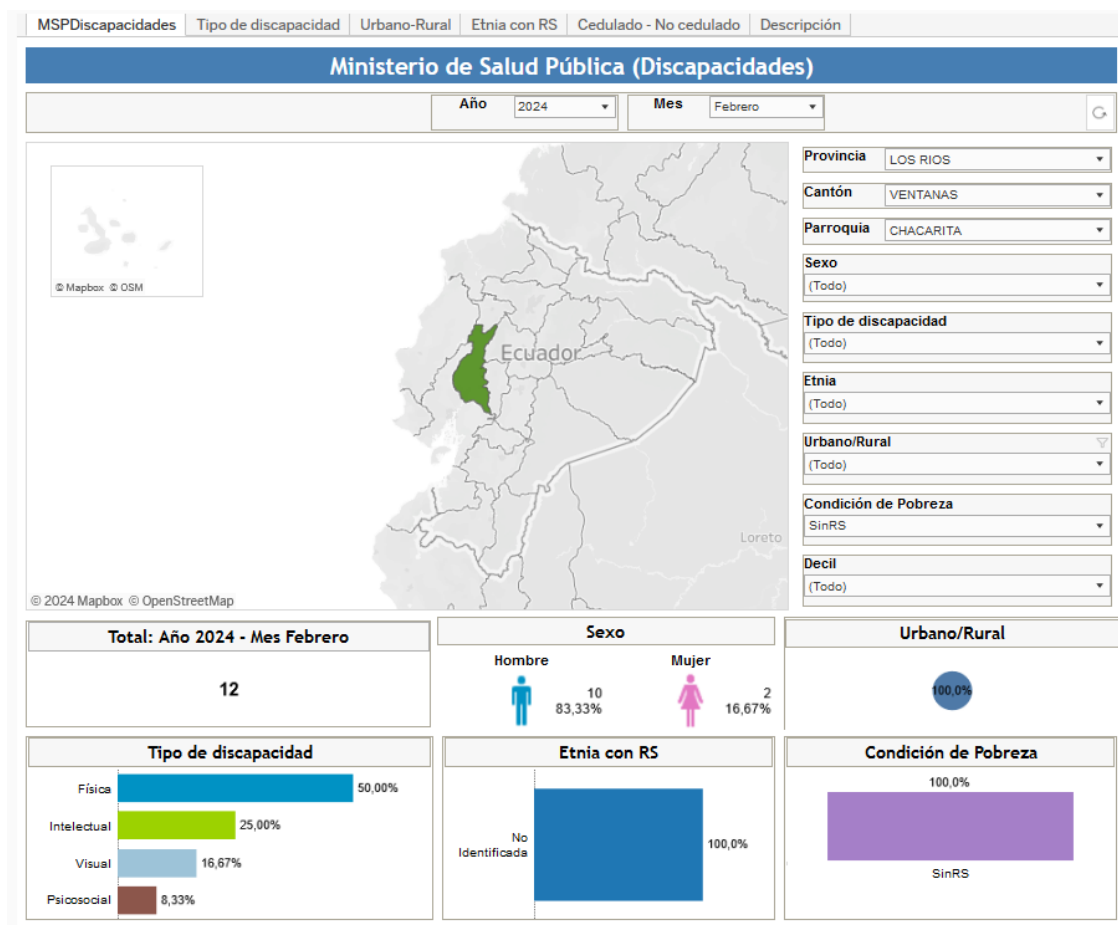 MSPDiscapacidades Tipo de discapacidad Urbano-Rural Etnia con RS Cedulado - No cedulado Descripción
Ministerio de Salud Pública (Discapacidades)
Año 2024 Mes Febrero
Provincia LOS RIOS
Cantón VENTANAS
Parroquia CHACARITA
Sexo
(Todo)
Tipo de discapacidad
(Todo)
Etnia
(Todo)
Urbano/Rural
(Todo)
Condición de Pobreza
SinRS
Decil
(Todo)
© Mapbox © OSM
Ecuador
Loreto
© 2024 Mapbox © OpenStreetMap
Total: Año 2024 - Mes Febrero
12
Sexo
Hombre Mujer
10 2
83,33% 16,67%
Urbano/Rural
100,0%
Tipo de discapacidad
Física 50,00%
Intelectual 25,00%
Visual 16,67%
Psicosocial 8,33%
Etnia con RS
No
Identificada
100,0%
Condición de Pobreza
100,0%
SinRS